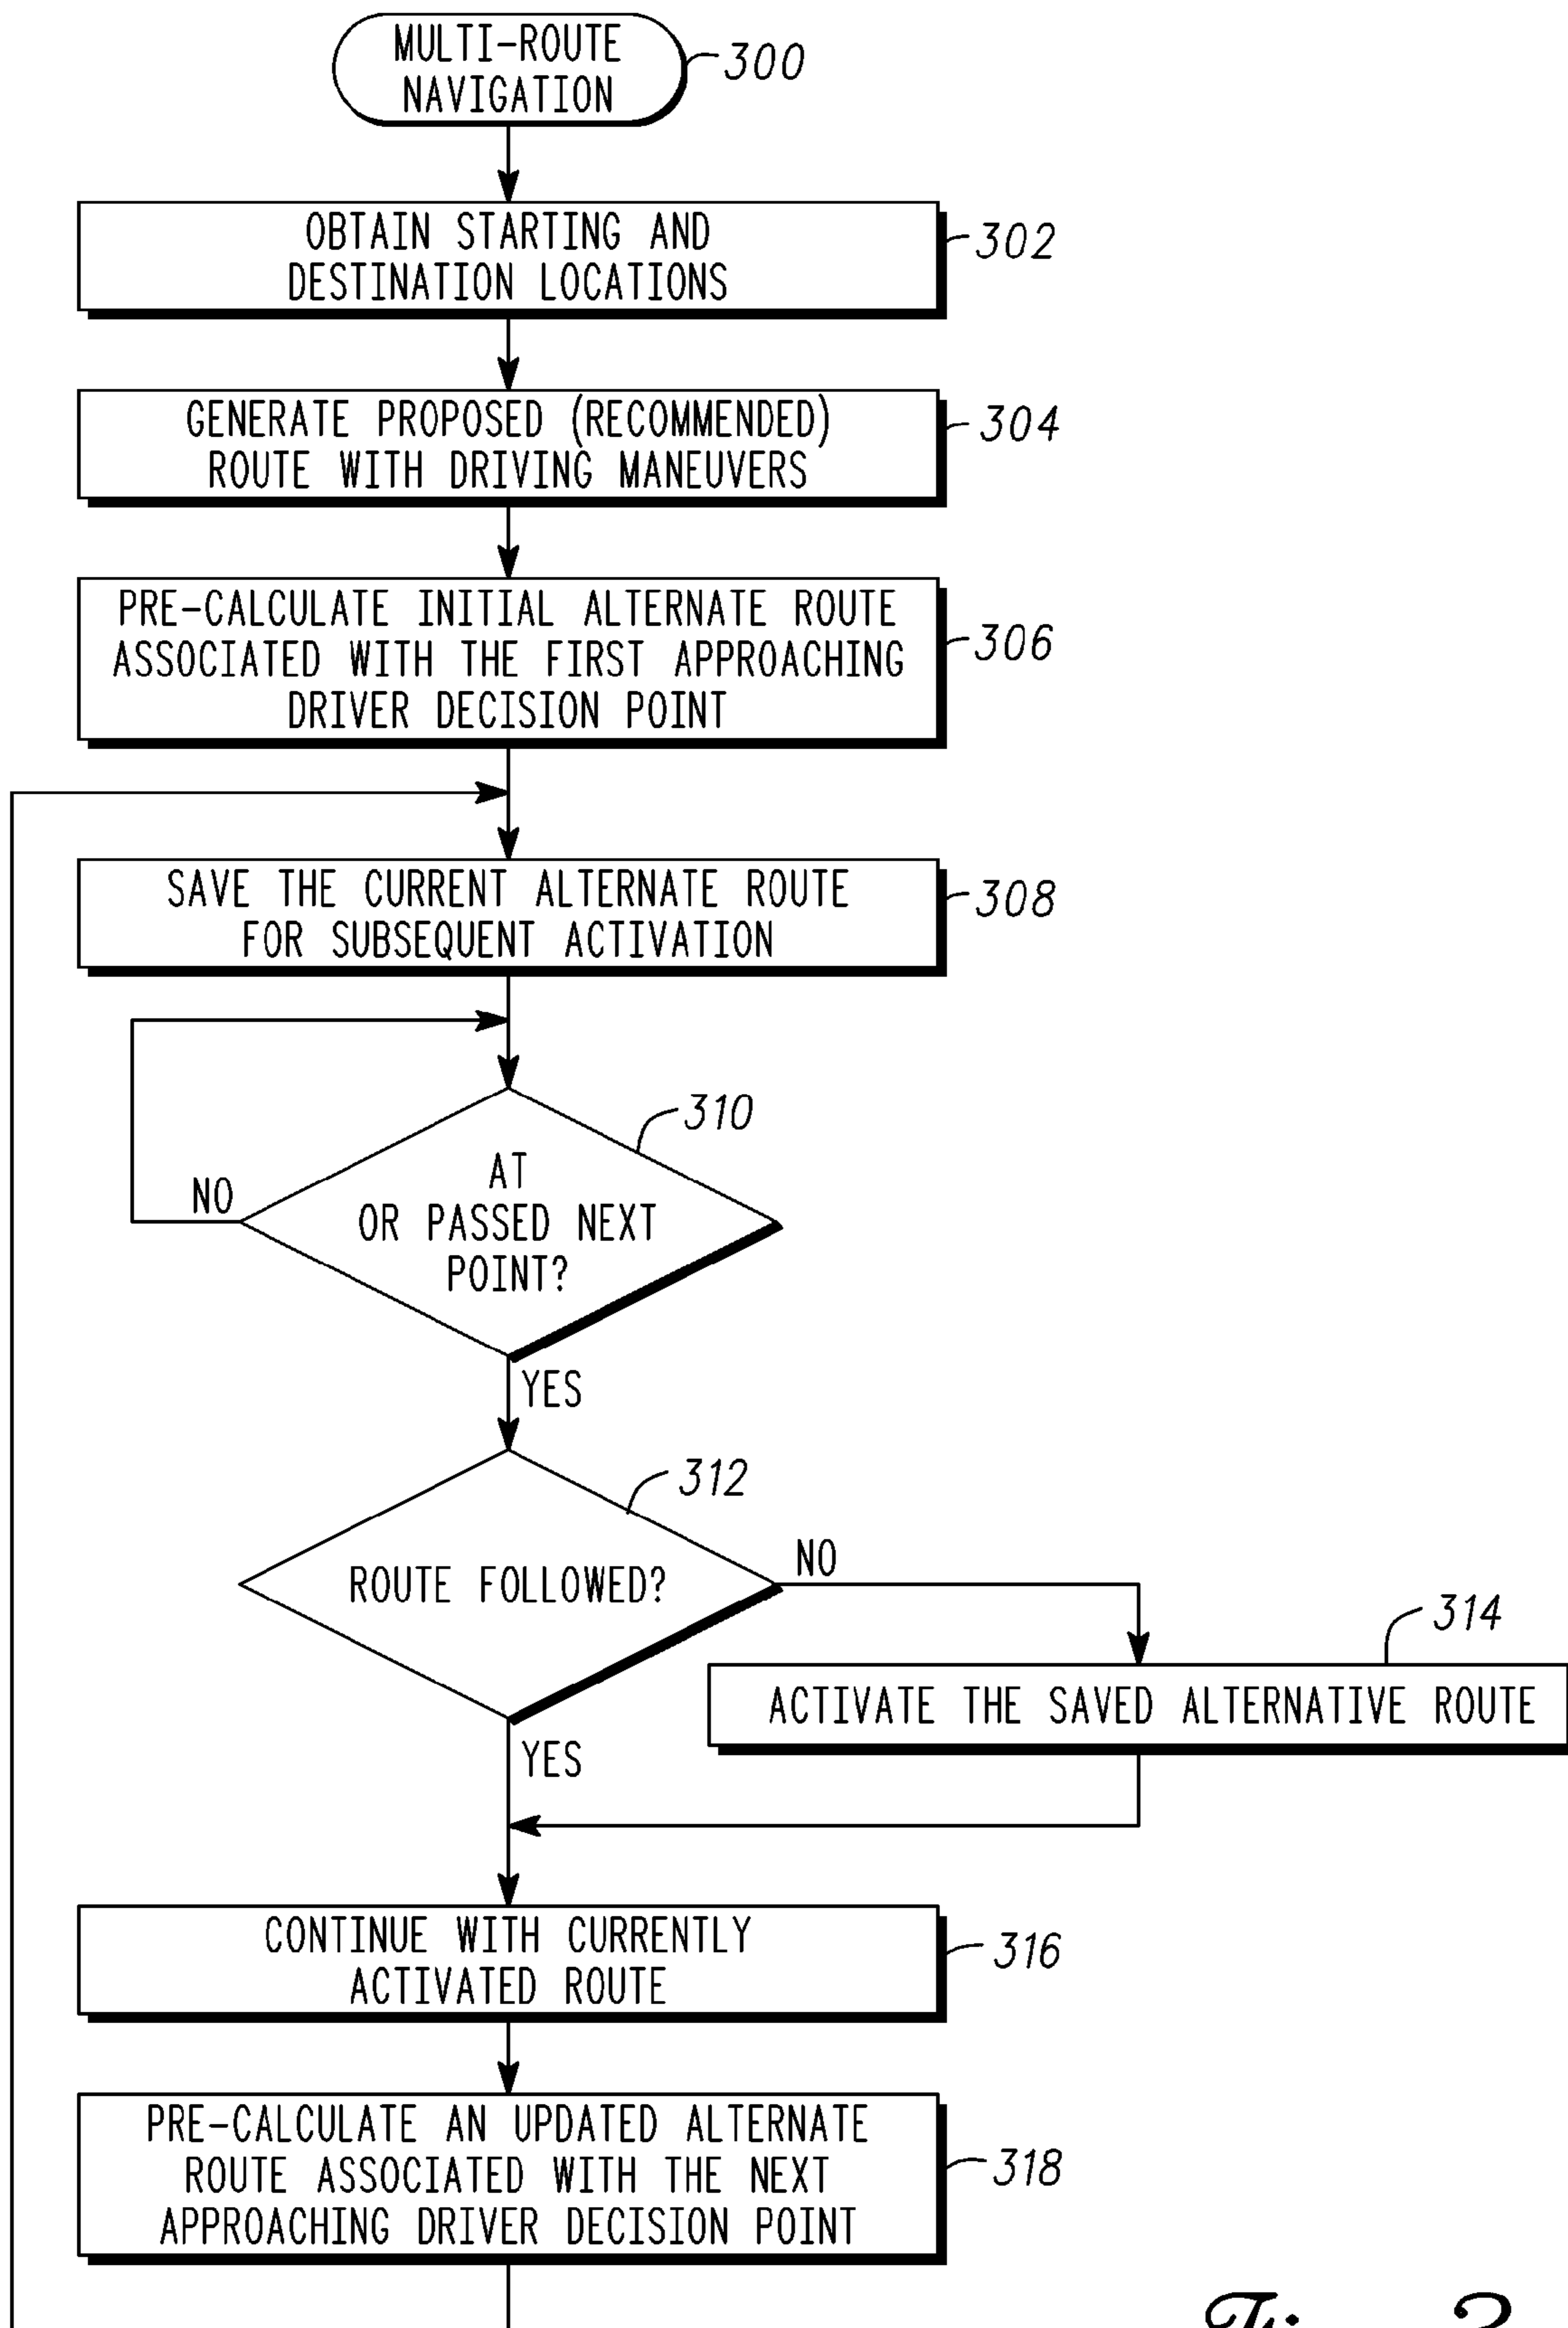 MULTI-ROUTE
NAVIGATION
300
OBTAIN STARTING AND
DESTINATION LOCATIONS
302
GENERATE PROPOSED (RECOMMENDED)
ROUTE WITH DRIVING MANEUVERS
304
PRE-CALCULATE INITIAL ALTERNATE ROUTE
ASSOCIATED WITH THE FIRST APPROACHING
DRIVER DECISION POINT
306
SAVE THE CURRENT ALTERNATE ROUTE
FOR SUBSEQUENT ACTIVATION
308
310
AT
OR PASSED NEXT
POINT?
NO
YES
312
ROUTE FOLLOWED?
NO
314
ACTIVATE THE SAVED ALTERNATIVE ROUTE
YES
CONTINUE WITH CURRENTLY
ACTIVATED ROUTE
316
PRE-CALCULATE AN UPDATED ALTERNATE
ROUTE ASSOCIATED WITH THE NEXT
APPROACHING DRIVER DECISION POINT
318